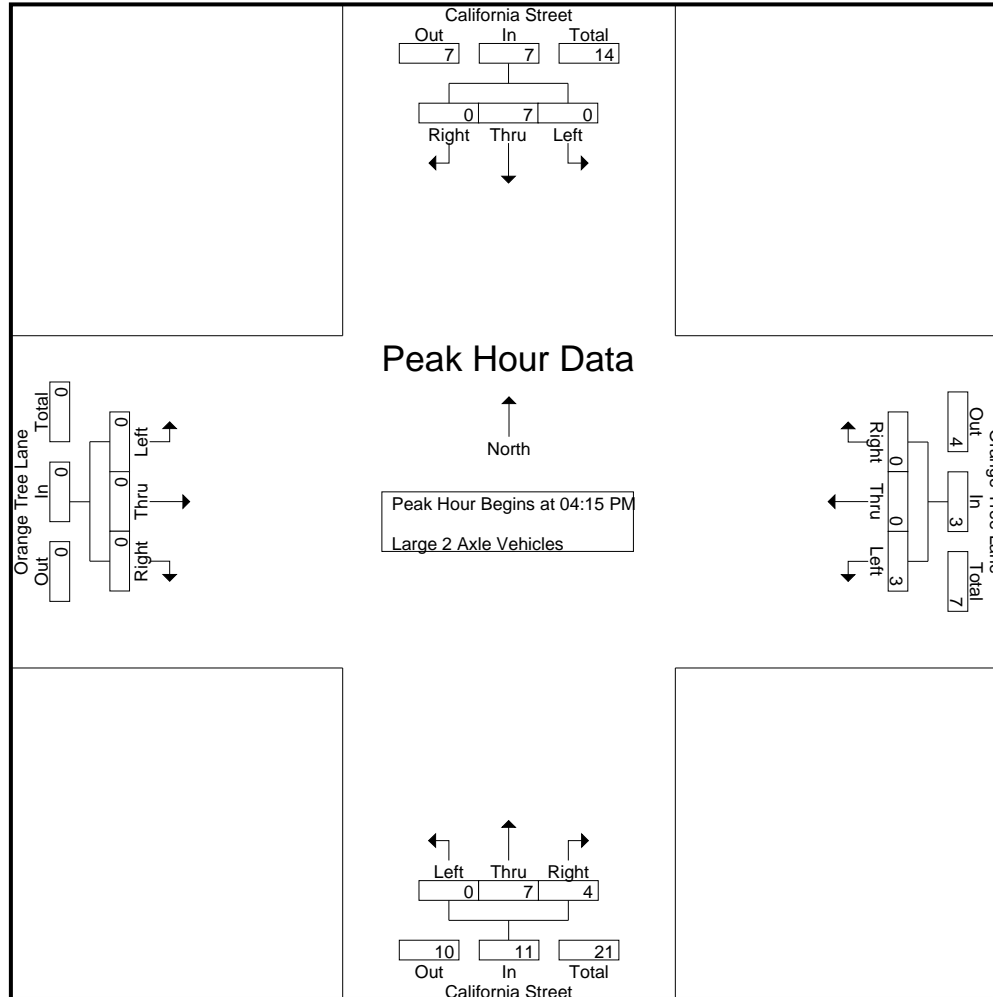 California Street
Out In Total
7 7 14
0 7 0
Right Thru Left
Peak Hour Data
North
Peak Hour Begins at 04:15 PM
Large 2 Axle Vehicles
Orange Tree Lane
Total In Out
0 0 0
0 0 0
Left Thru Right
Orange Tree Lane
Out In Total
4 3 7
0 0 3
Right Thru Left
Left Thru Right
0 7 4
10 11 21
Out In Total
California Street